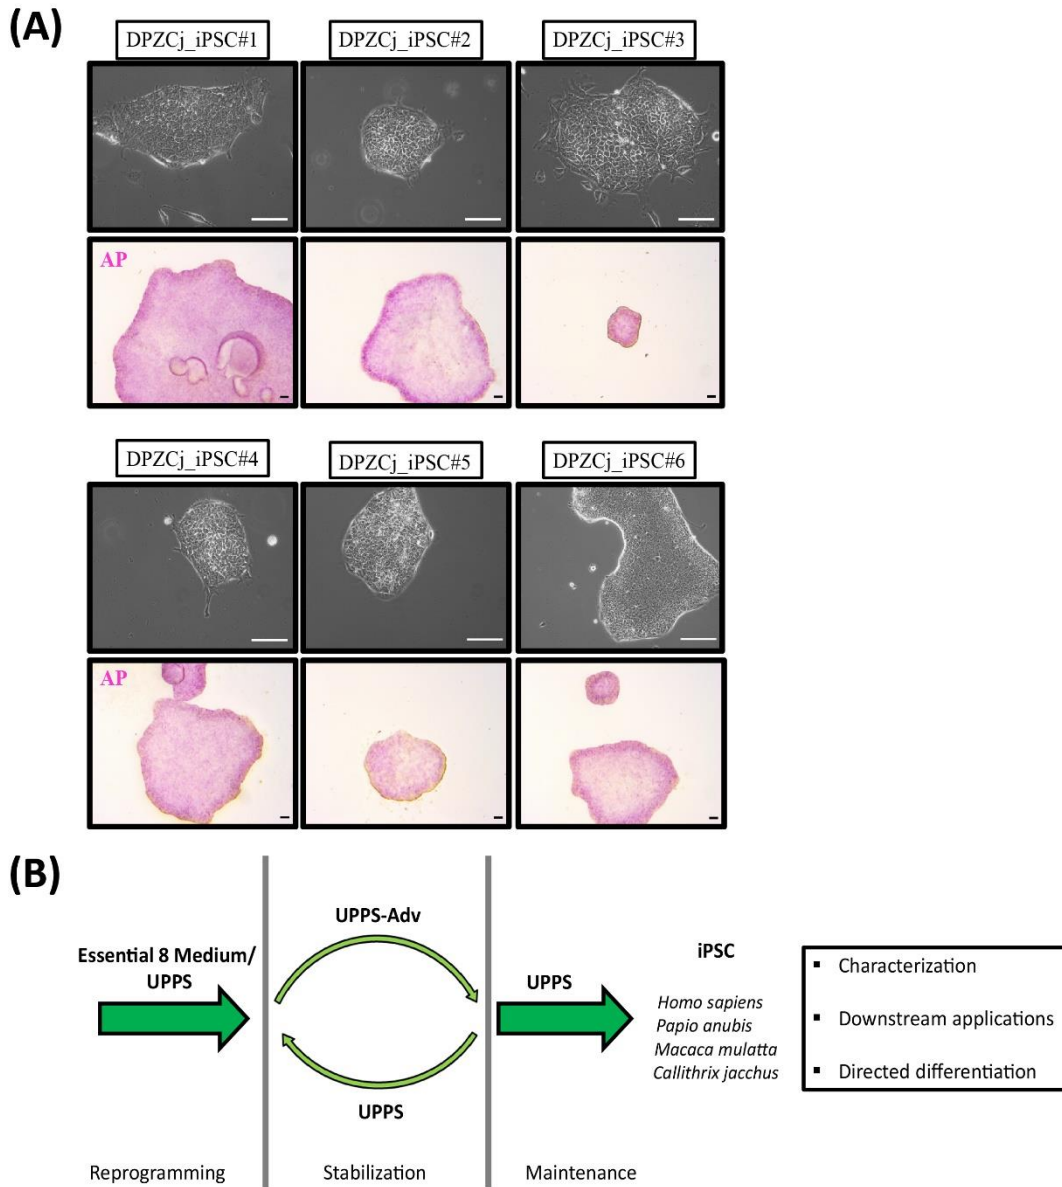 (A)
DPZCj_iPSC#1
DPZCj_iPSC#2
DPZCj_iPSC#3
AP
DPZCj_iPSC#4
DPZCj_iPSC#5
DPZCj_iPSC#6
AP
(B)
Essential 8 Medium/
UPPS
UPPS-Adv
UPPS
UPPS
iPSC
Homo sapiens
Papio anubis
Macaca mulatta
Callithrix jacchus
▪ Characterization
▪ Downstream applications
▪ Directed differentiation
Reprogramming
Stabilization
Maintenance